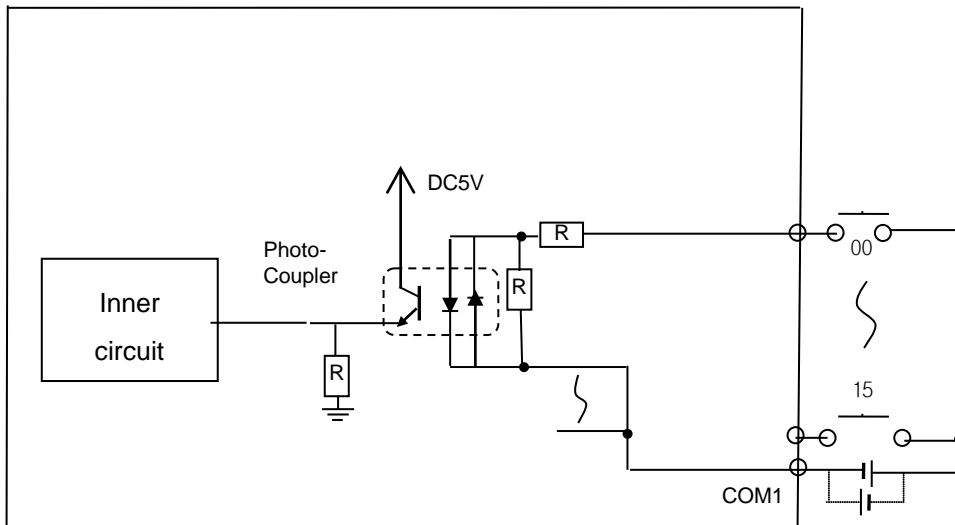 DC5V
R
00
Photo-
Coupler
R
Inner
circuit
R
15
COM1